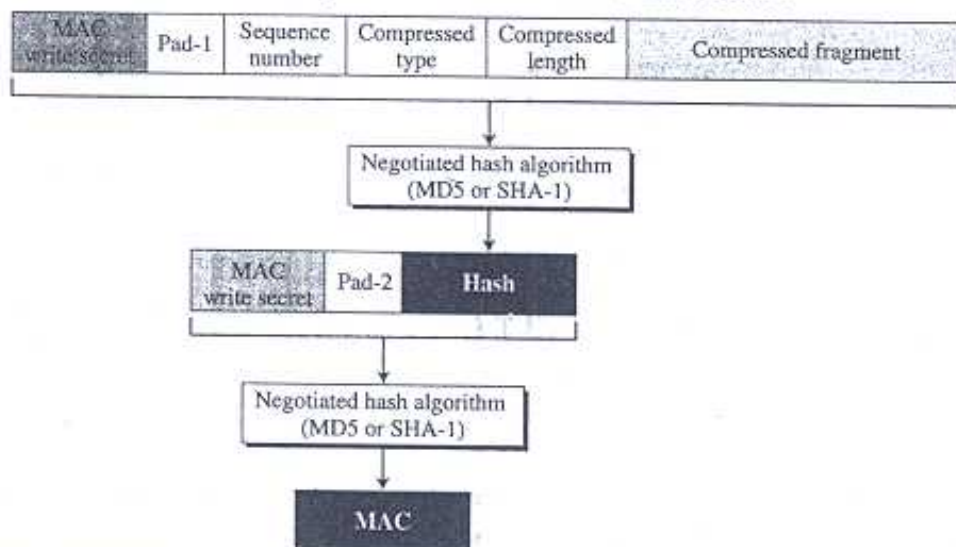 MAC
write secret
Pad-1
Sequence
number
Compressed
type
Compressed
length
Compressed fragment
Negotiated hash algorithm
(MD5 or SHA-1)
MAC
write secret
Pad-2
Hash
Negotiated hash algorithm
(MD5 or SHA-1)
MAC